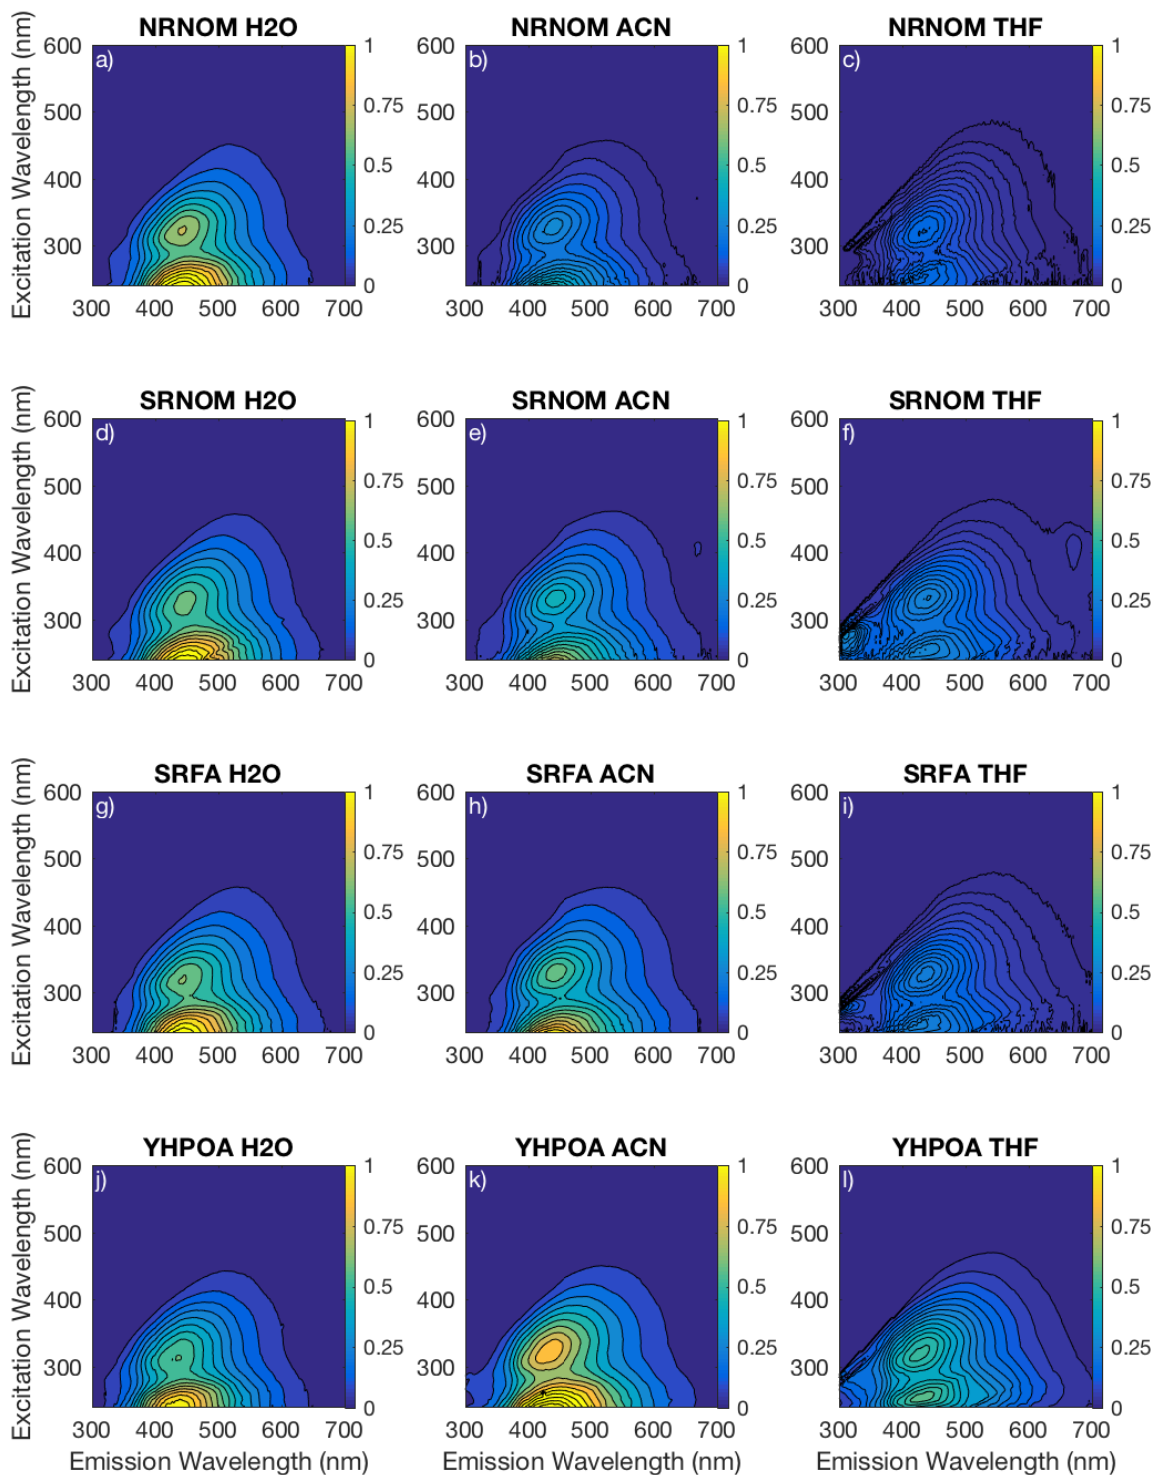 NRNOM H2O
NRNOM ACN
NRNOM THF
Excitation Wavelength (nm)
600
500
400
300
a)
1
0.75
0.5
0.25
0
300 400 500 600 700
600
500
400
300
b)
1
0.75
0.5
0.25
0
300 400 500 600 700
600
500
400
300
c)
1
0.75
0.5
0.25
0
300 400 500 600 700
SRNOM H2O
SRNOM ACN
SRNOM THF
Excitation Wavelength (nm)
600
500
400
300
d)
1
0.75
0.5
0.25
0
300 400 500 600 700
600
500
400
300
e)
1
0.75
0.5
0.25
0
300 400 500 600 700
600
500
400
300
f)
1
0.75
0.5
0.25
0
300 400 500 600 700
SRFA H2O
SRFA ACN
SRFA THF
Excitation Wavelength (nm)
600
500
400
300
g)
1
0.75
0.5
0.25
0
300 400 500 600 700
600
500
400
300
h)
1
0.75
0.5
0.25
0
300 400 500 600 700
600
500
400
300
i)
1
0.75
0.5
0.25
0
300 400 500 600 700
YHPOA H2O
YHPOA ACN
YHPOA THF
Excitation Wavelength (nm)
600
500
400
300
j)
1
0.75
0.5
0.25
0
300 400 500 600 700
Emission Wavelength (nm)
600
500
400
300
k)
1
0.75
0.5
0.25
0
300 400 500 600 700
Emission Wavelength (nm)
600
500
400
300
l)
1
0.75
0.5
0.25
0
300 400 500 600 700
Emission Wavelength (nm)